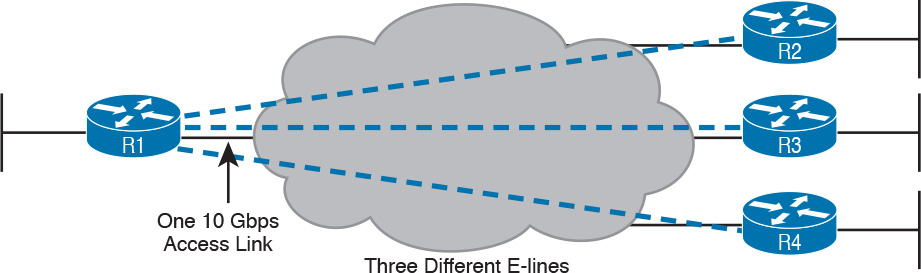 R2
R1
R3
One 10 Gbps
Access Link
R4
Three Different E-lines